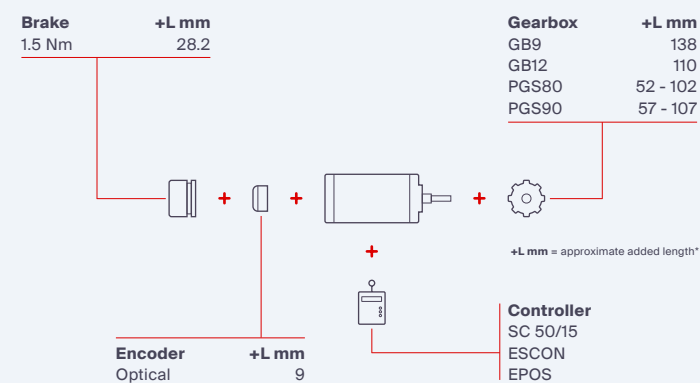 Brake +L mm
1.5 Nm 28.2
Gearbox +L mm
GB9 138
GB12 110
PGS80 52 - 102
PGS90 57 - 107
+L mm = approximate added length*
Controller
SC 50/15
ESCON
EPOS
Encoder +L mm
Optical 9